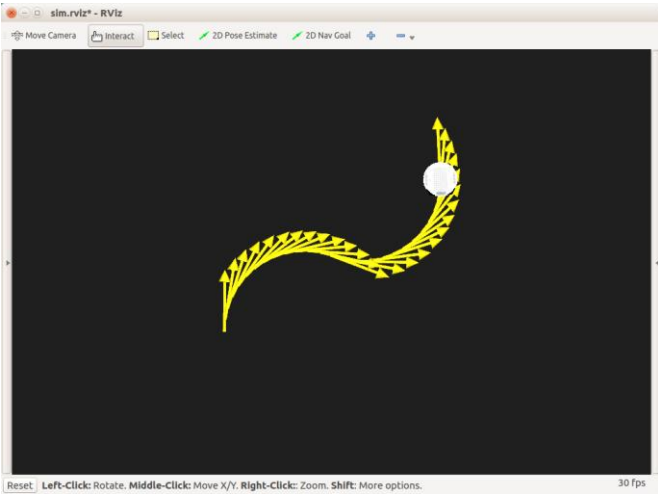 sim.rviz* - RViz
Move Camera Interact Select 2D Pose Estimate 2D Nav Goal
Reset Left-Click: Rotate. Middle-Click: Move X/Y. Right-Click:: Zoom. Shift: More options. 30 fps